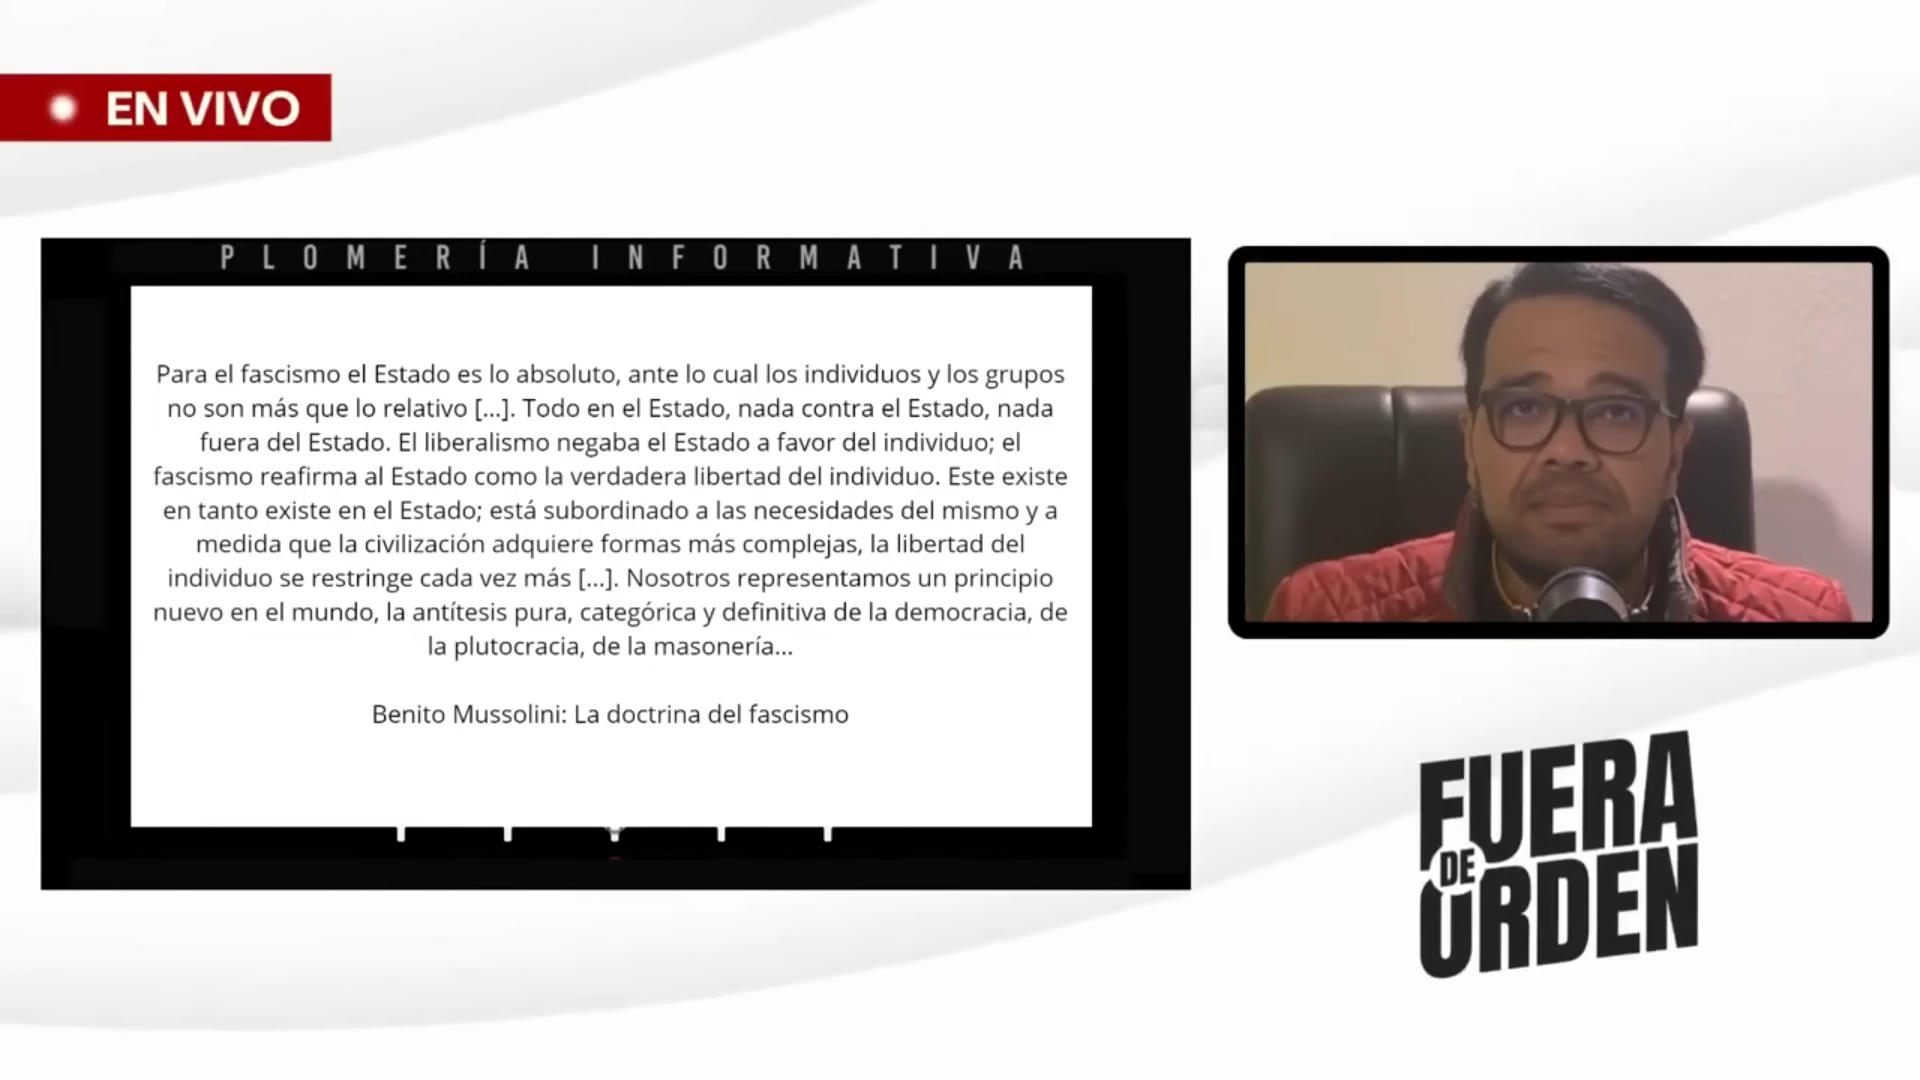 EN VIVO
PLOMERÍA INFORMATIVA
Para el fascismo el Estado es lo absoluto, ante lo cual los individuos y los grupos
no son más que lo relativo [...]. Todo en el Estado, nada contra el Estado, nada
fuera del Estado. El liberalismo negaba el Estado a favor del individuo; el
fascismo reafirma al Estado como la verdadera libertad del individuo. Este existe
en tanto existe en el Estado; está subordinado a las necesidades del mismo y a
medida que la civilización adquiere formas más complejas, la libertad del
individuo se restringe cada vez más [...]. Nosotros representamos un principio
nuevo en el mundo, la antítesis pura, categórica y definitiva de la democracia, de
la plutocracia, de la masonería...
Benito Mussolini: La doctrina del fascismo
FUERA
DE
ORDEN